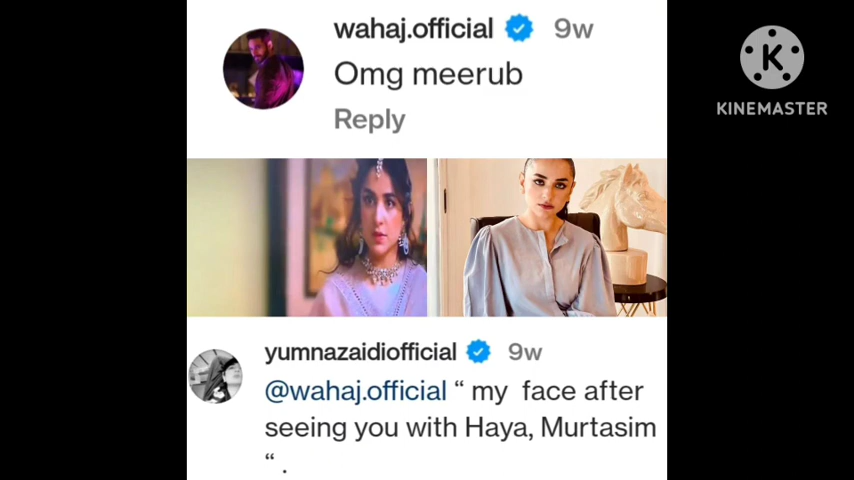 wahaj.official 9w
Omg meerub
Reply
K
KINEMASTER
yumnazaidiofficial 9w
@wahaj.official “ my face after
seeing you with Haya, Murtasim
“ .